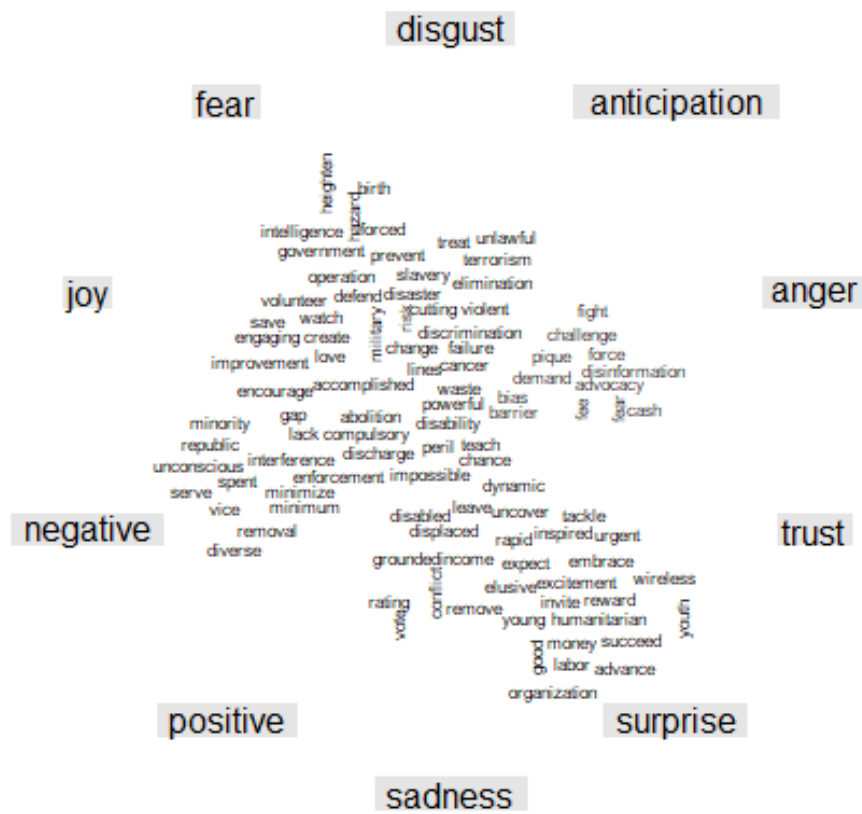 disgust
fear
anticipation
heighten
birth
hazard
intelligence
forced
government
prevent
treat
unlawful
terrorism
joy
operation
slavery
elimination
anger
volunteer
defend
disaster
save
watch
military
risk
cutting
violent
fight
engaging
create
discrimination
challenge
improvement
love
change
failure
pique
force
lines
cancer
demand
disinformation
encourage
accomplished
waste
advocacy
powerful
bias
minority
gap
abolition
disability
barrier
fee
fear
cash
republic
lack
compulsory
discharge
peril
teach
unconscious
interference
chance
spent
enforcement
impossible
serve
minimize
dynamic
vice
minimum
leave
uncover
negative
removal
disabled
tackle
trust
diverse
displaced
rapid
inspired
urgent
grounded
income
expect
embrace
conflict
elusive
excitement
wireless
rating
vote
remove
invite
reward
young
humanitarian
youth
good
money
succeed
labor
advance
organization
positive
surprise
sadness